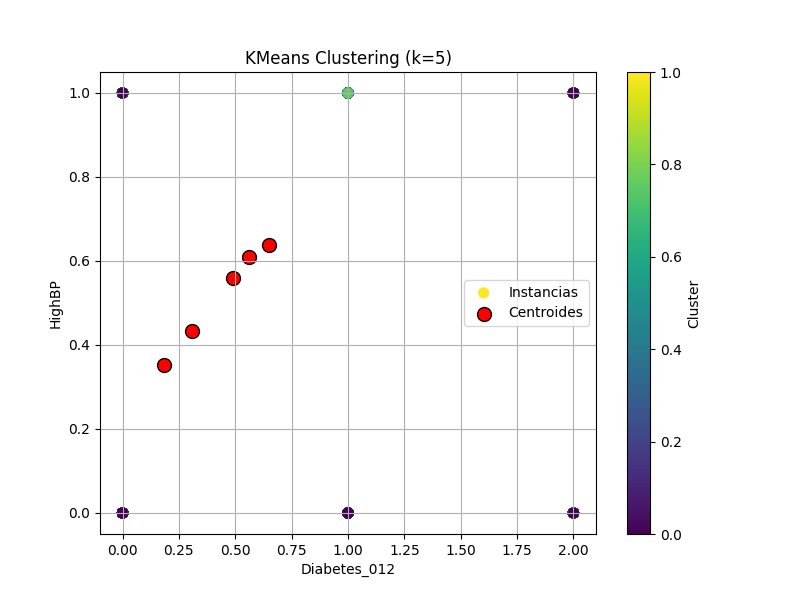 KMeans Clustering (k=5)
HighBP
1.0
0.8
0.6
0.4
0.2
0.0
0.00 0.25 0.50 0.75 1.00 1.25 1.50 1.75 2.00
Diabetes_012
Instancias
Centroides
1.0
0.8
0.6
0.4
0.2
0.0
Cluster